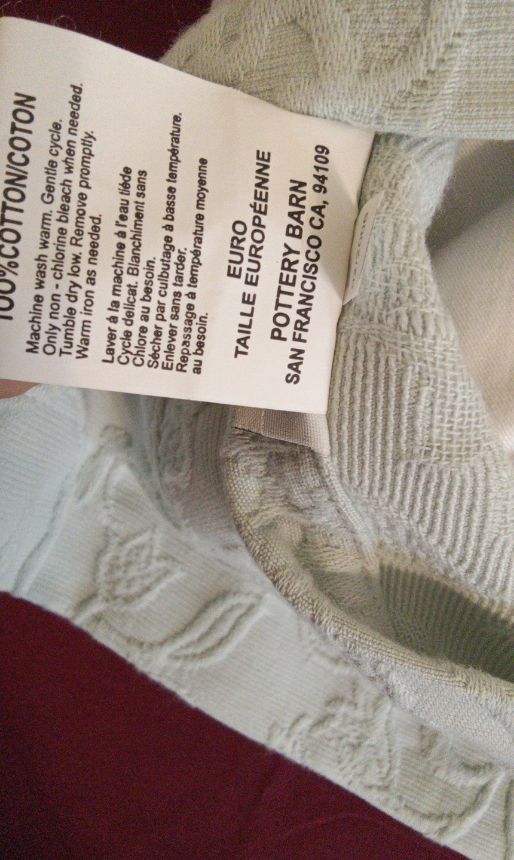 100%COTTON/COTON
Machine wash warm. Gentle cycle.
Only non - chlorine bleach when needed.
Tumble dry low. Remove promptly.
Warm iron as needed.
Laver à la machine à l'eau tiéde
Cycle delicat. Blanchiment sans
Chlore au besoin.
Sécher par culbutage à basse température.
Enlever sans tarder.
Repassage à température moyenne
au besoin.
EURO
TAILLE EUROPÉENNE
POTTERY BARN
SAN FRANCISCO CA, 94109